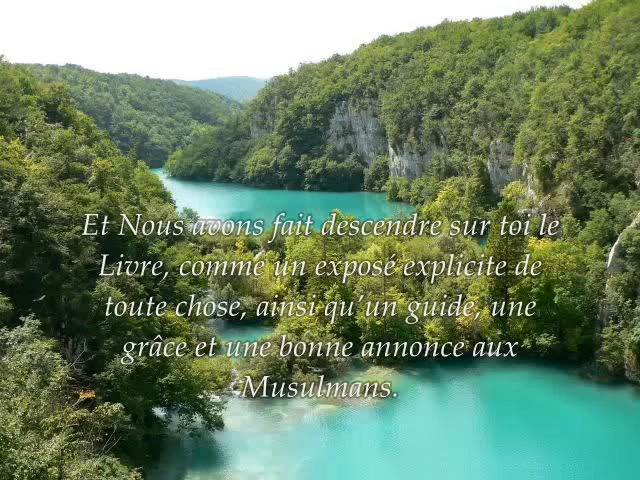 Et Nous avons fait descendre sur toi le
Livre, comme un exposé explicite de
toute chose, ainsi qu'un guide, une
grâce et une bonne annonce aux
Musulmans.